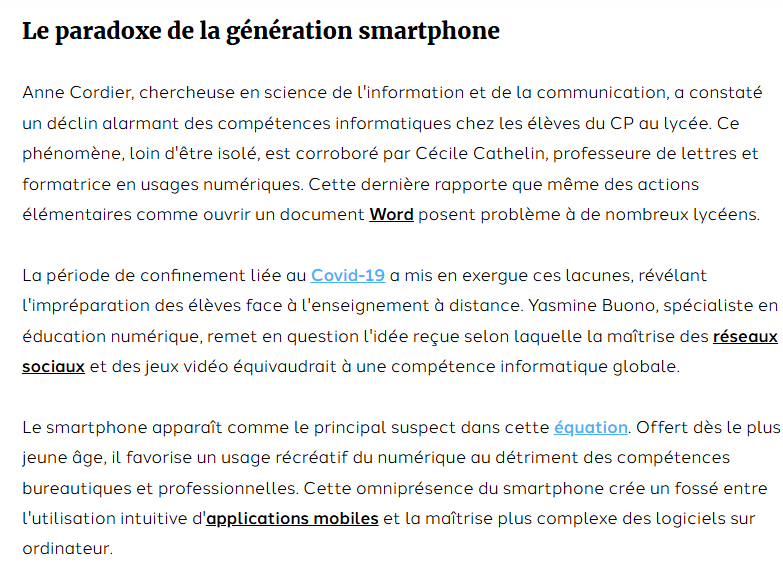 Le paradoxe de la génération smartphone
Anne Cordier, chercheuse en science de l'information et de la communication, a constaté
un déclin alarmant des compétences informatiques chez les élèves du CP au lycée. Ce
phénomène, loin d'être isolé, est corroboré par Cécile Cathelin, professeure de lettres et
formatrice en usages numériques. Cette dernière rapporte que même des actions
élémentaires comme ouvrir un document Word posent problème à de nombreux lycéens.
La période de confinement liée au Covid-19 a mis en exergue ces lacunes, révélant
l'impréparation des élèves face à l'enseignement à distance. Yasmine Buono, spécialiste en
éducation numérique, remet en question l'idée reçue selon laquelle la maîtrise des réseaux
sociaux et des jeux vidéo équivaudrait à une compétence informatique globale.
Le smartphone apparaît comme le principal suspect dans cette équation. Offert dès le plus
jeune âge, il favorise un usage récréatif du numérique au détriment des compétences
bureautiques et professionnelles. Cette omniprésence du smartphone crée un fossé entre
l'utilisation intuitive d'applications mobiles et la maîtrise plus complexe des logiciels sur
ordinateur.